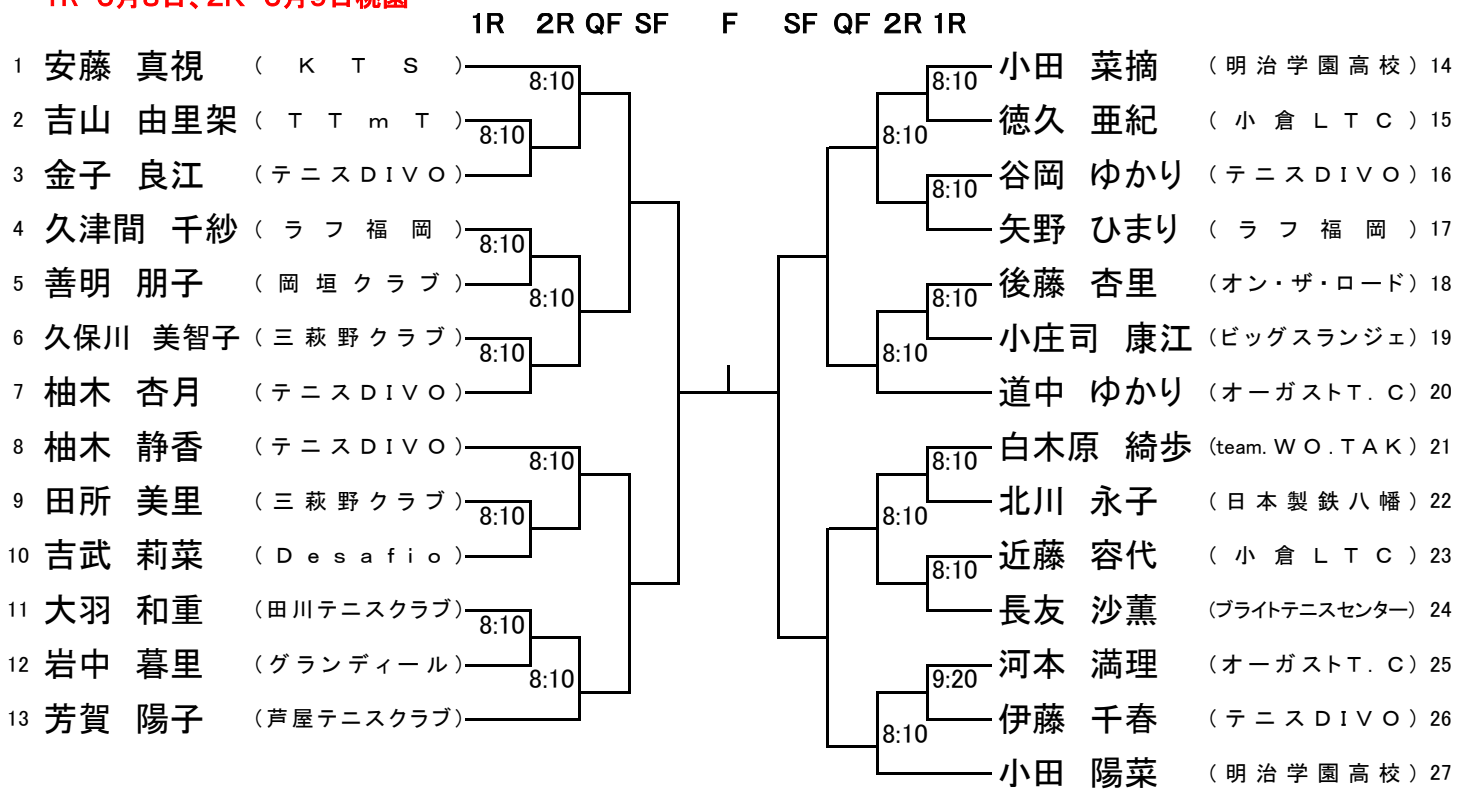 1R 2R QF SF F SF QF 2R 1R
1 安藤 真視 (KTS)
8:10
2 吉山 由里架 (TTmT)
8:10
3 金子 良江 (テニスDIVO)
4 久津間 千紗 (ラフ福岡)
8:10
5 善明 朋子 (岡垣クラブ)
8:10
6 久保川 美智子 (三萩野クラブ)
8:10
7 柚木 杏月 (テニスDIVO)
8 柚木 静香 (テニスDIVO)
8:10
9 田所 美里 (三萩野クラブ)
8:10
10 吉武 莉菜 (Desafio)
11 大羽 和重 (田川テニスクラブ)
8:10
12 岩中 暮里 (グランディール)
8:10
13 芳賀 陽子 (芦屋テニスクラブ)
小田 菜摘 (明治学園高校) 14
8:10
徳久 亜紀 (小倉LTC) 15
8:10
谷岡 ゆかり (テニスDIVO) 16
8:10
矢野 ひまり (ラフ福岡) 17
後藤 杏里 (オン・ザ・ロード) 18
8:10
小庄司 康江 (ビッグスランジェ) 19
8:10
道中 ゆかり (オーガストT.C) 20
白木原 綺歩 (team.WO.TAK) 21
8:10
北川 永子 (日本製鉄八幡) 22
8:10
近藤 容代 (小倉LTC) 23
8:10
長友 沙薫 (ブライトテニスセンター) 24
河本 満理 (オーガストT.C) 25
9:20
伊藤 千春 (テニスDIVO) 26
8:10
小田 陽菜 (明治学園高校) 27